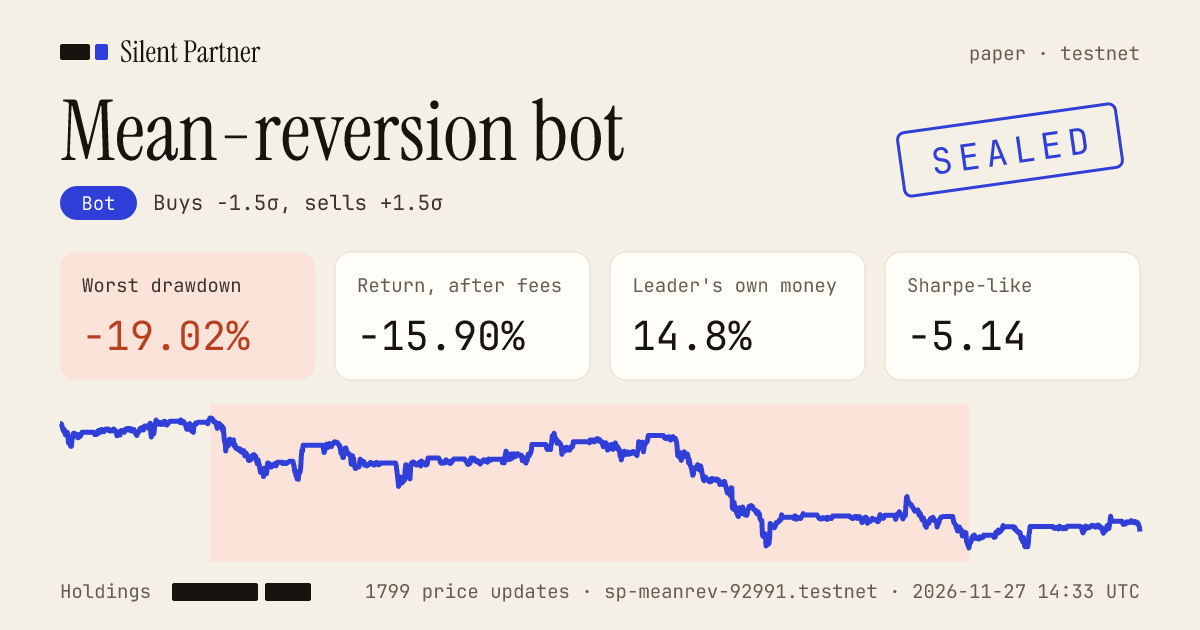 Silent Partner
paper · testnet
Mean-reversion bot
SEALED
Bot
Buys -1.5σ, sells +1.5σ
Worst drawdown
-19.02%
Return, after fees
-15.90%
Leader's own money
14.8%
Sharpe-like
-5.14
Holdings
1799 price updates · sp-meanrev-92991.testnet · 2026-11-27 14:33 UTC